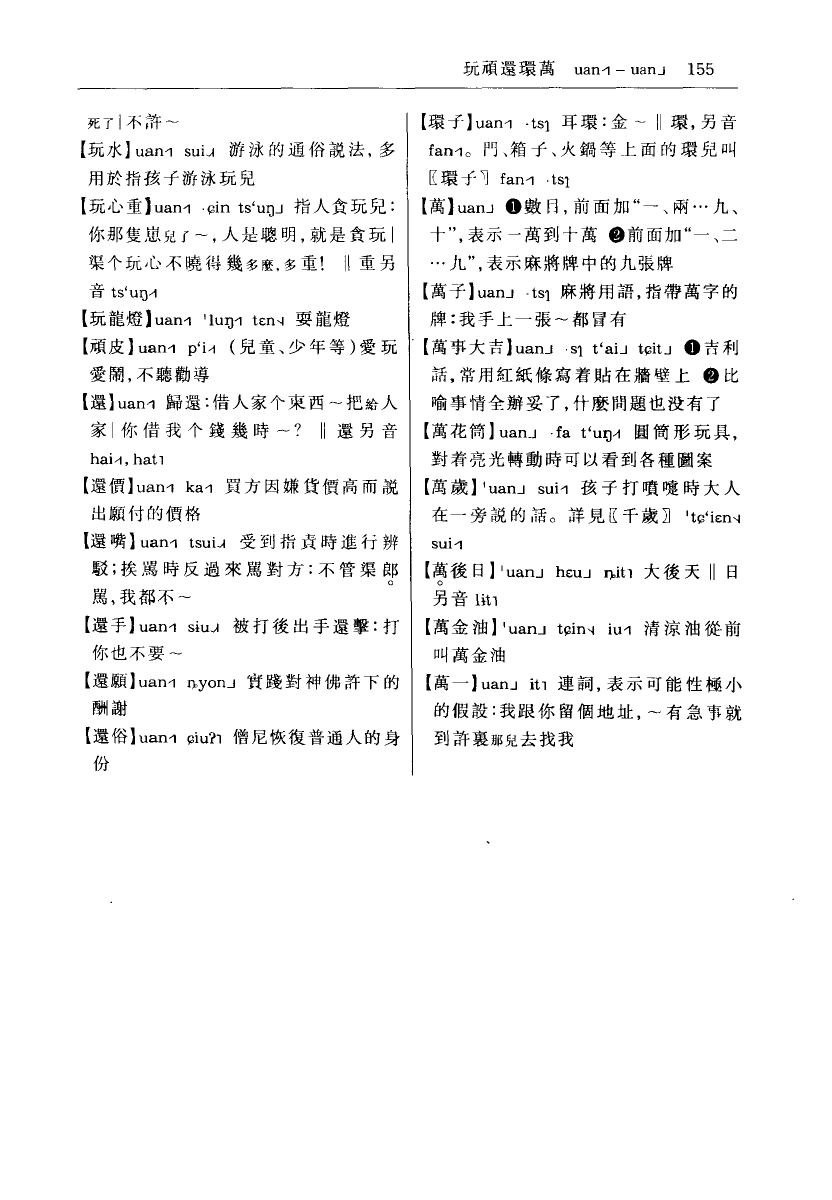 玩頑還環萬　uan˧˥ – uan˩　155
死了|不許～
【玩水】uan˧˥ sui˩˧ 游泳的通俗説法,多
用於指孩子游泳玩兒
【玩心重】uan˧˥ ·ɕin ts‘uŋ˩ 指人貪玩兒:
你那隻崽兒了～,人是聰明,就是貪玩|
渠个玩心不曉得幾多麼,多重! ‖重另
音 ts‘uŋ˩˧
【玩龍燈】uan˧˥ ˈluŋ˧˥ tɛn˧˩ 耍龍燈
【頑皮】uan˧˥ p‘i˩˧ (兒童、少年等)愛玩
愛鬧,不聽勸導
【還】uan˧˥ 歸還:借人家个東西～把給人
家|你借我个錢幾時～? ‖還另音
hai˩˧, hat˥
【還價】uan˧˥ ka˧˥ 買方因嫌貨價高而説
出願付的價格
【還嘴】uan˧˥ tsui˩˧ 受到指責時進行辨
駁;挨罵時反過來罵對方:不管渠郎
罵,我都不～
【還手】uan˧˥ siu˩˧ 被打後出手還擊:打
你也不要～
【還願】uan˧˥ ȵyon˩ 實踐對神佛許下的
酬謝
【還俗】uan˧˥ ɕiuʔ˥ 僧尼恢復普通人的身
份
【環子】uan˧˥ ·tsɿ 耳環:金～‖環,另音
fan˧˥。門、箱子、火鍋等上面的環兒叫
〖環子〗fan˧˥ ·tsɿ
【萬】uan˩ ❶數目,前面加“一、兩…九、
十”,表示一萬到十萬 ❷前面加“一、二
…九”,表示麻將牌中的九張牌
【萬子】uan˩ ·tsɿ 麻將用語,指帶萬字的
牌:我手上一張～都冒有
【萬事大吉】uan˩ ·sɿ t‘ai˩ tɕit˩ ❶吉利
話,常用紅紙條寫着貼在牆壁上 ❷比
喻事情全辦妥了,什麼問題也没有了
【萬花筒】uan˩ ·fa t‘uŋ˩˧ 圓筒形玩具,
對着亮光轉動時可以看到各種圖案
【萬歲】ˈuan˩ sui˧˥ 孩子打噴嚏時大人
在一旁説的話。詳見〖千歲〗ˈtɕ‘iɛn˧˩
sui˧˥
【萬後日】ˈuan˩ hɛu˩ ȵit˥ 大後天‖日
另音 lit˥
【萬金油】ˈuan˩ tɕin˧˩ iu˧˥ 清涼油從前
叫萬金油
【萬一】uan˩ it˥ 連詞,表示可能性極小
的假設:我跟你留個地址,～有急事就
到許裏那兒去找我